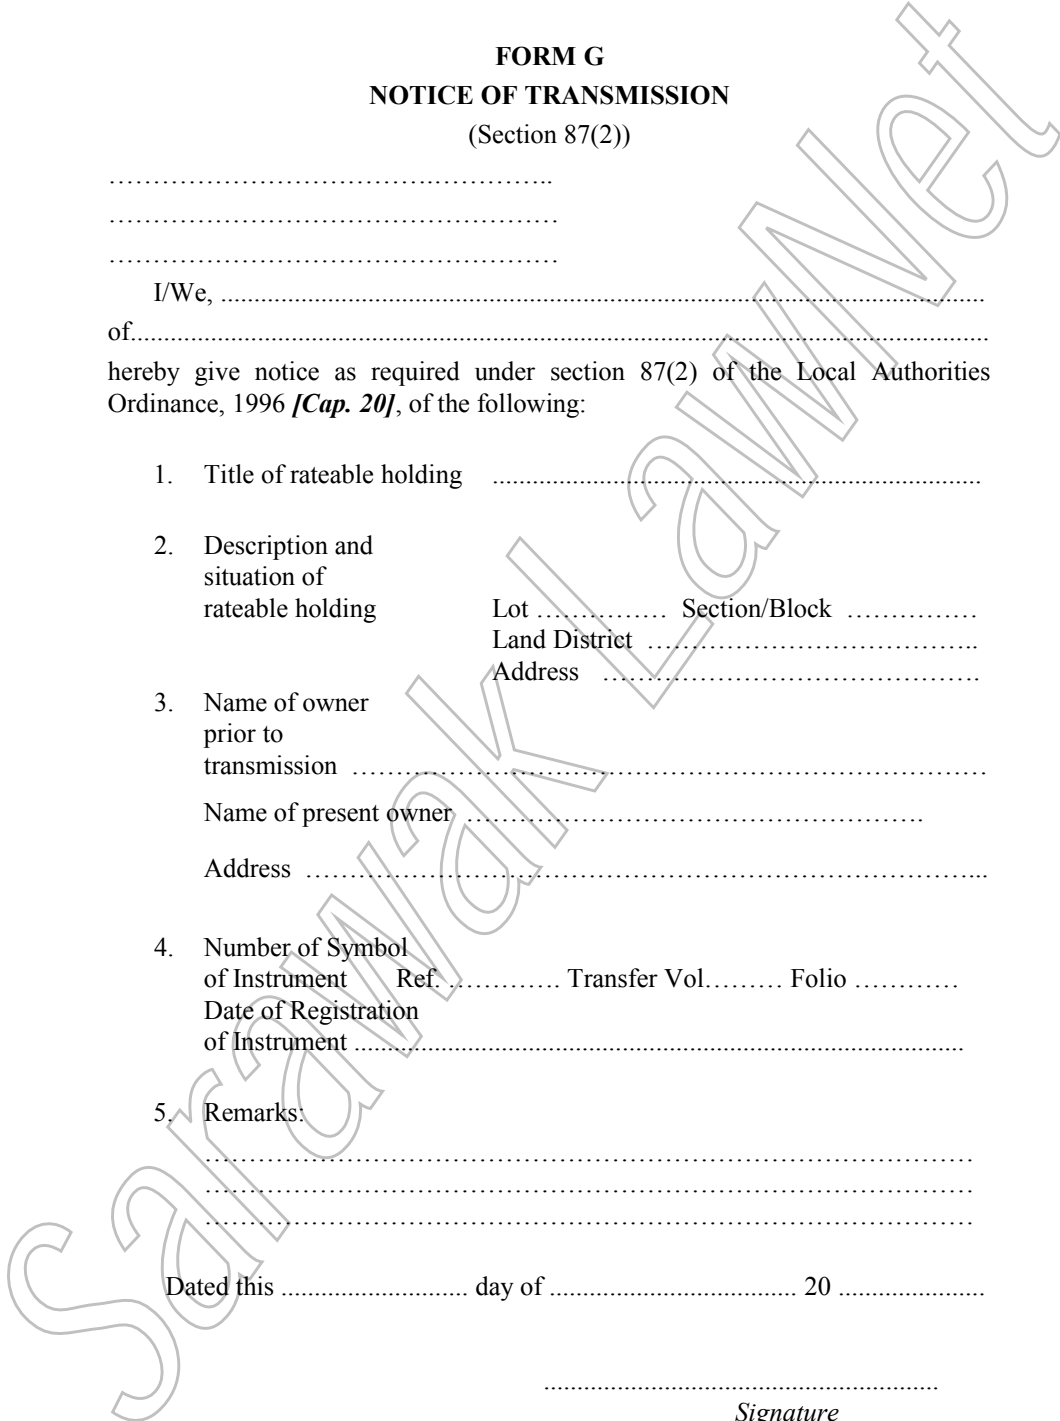 FORM G
NOTICE OF TRANSMISSION
(Section 87(2))
……………………………….…………..
……………………………………………
……………………………………………
I/We, ...................................................................................................................
of.................................................................................................................................
hereby give notice as required under section 87(2) of the Local Authorities
Ordinance, 1996 [Cap. 20], of the following:
1. Title of rateable holding .........................................................................
2. Description and
situation of
rateable holding Lot …………… Section/Block ……………
Land District ………………………………..
Address …………………………………….
3. Name of owner
prior to
transmission ………………………………………………………………
Name of present owner …………………………………………….
Address …………………………………………………………………...
4. Number of Symbol
of Instrument Ref. …………. Transfer Vol.……… Folio …………
Date of Registration
of Instrument ...........................................................................................
5. Remarks:
……………………………………………………………………………
……………………………………………………………………………
……………………………………………………………………………
Dated this ............................ day of ..................................... 20 ......................
...........................................................
Signature
Sarawak LawNet